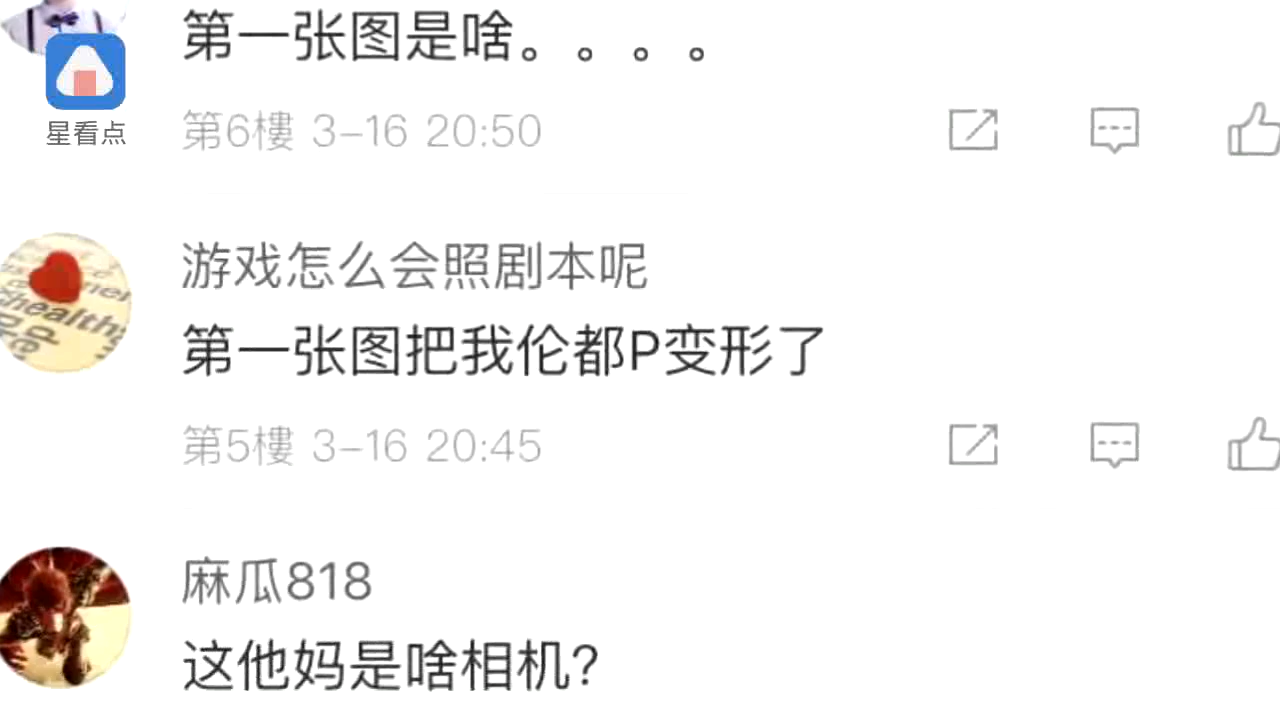 第一张图是啥。。。。
星看点
第6樓 3-16 20:50
游戏怎么会照剧本呢
第一张图把我伦都P变形了
第5樓 3-16 20:45
麻瓜818
这他妈是啥相机?